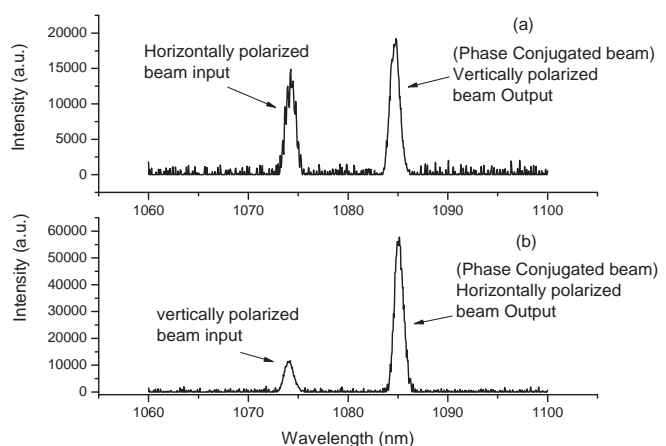 (a)
Horizontally polarized
beam input
(Phase Conjugated beam)
Vertically polarized
beam Output
Intensity (a.u.)
20000
15000
10000
5000
0
1060 1070 1080 1090 1100
(b)
vertically polarized
beam input
(Phase Conjugated beam)
Horizontally polarized
beam Output
Intensity (a.u.)
60000
50000
40000
30000
20000
10000
0
1060 1070 1080 1090 1100
Wavelength (nm)